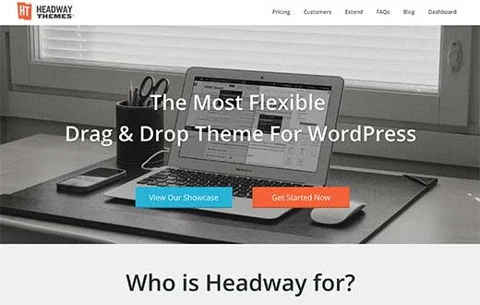 HT HEADWAY
THEMES
Pricing Customers Extend FAQs Blog Dashboard
The Most Flexible
Drag & Drop Theme For WordPress
View Our Showcase Get Started Now
Who is Headway for?